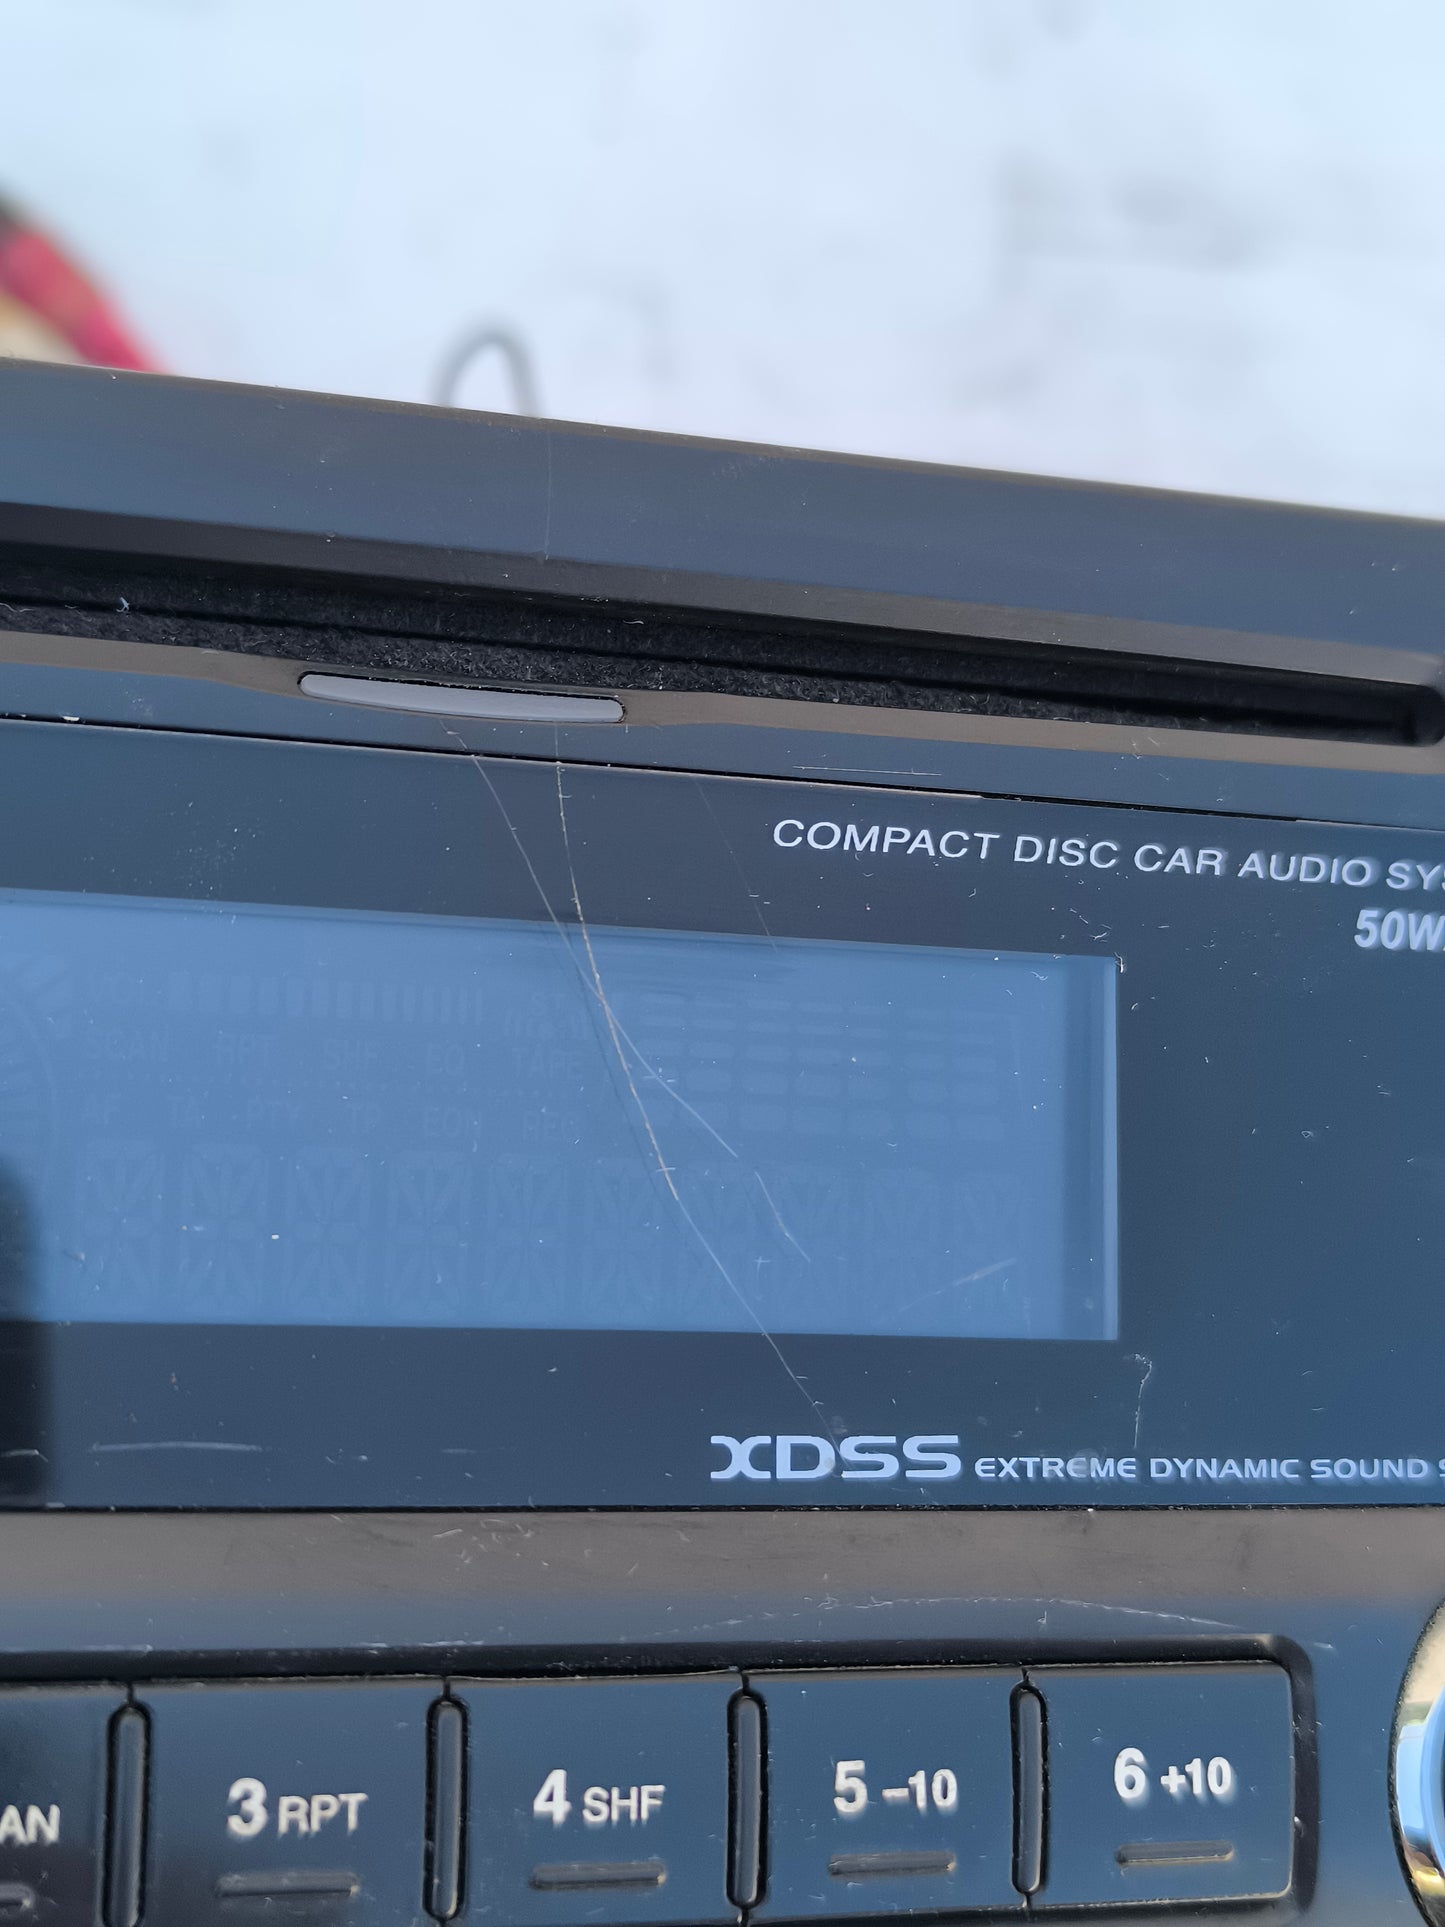 COMPACT DISC CAR AUDIO SY
50W
SCAN RPT SHF EQ TAPE
AF TA PTY TP EON REG
XDSS EXTREME DYNAMIC SOUND S
AN 3 RPT 4 SHF 5 -10 6 +10